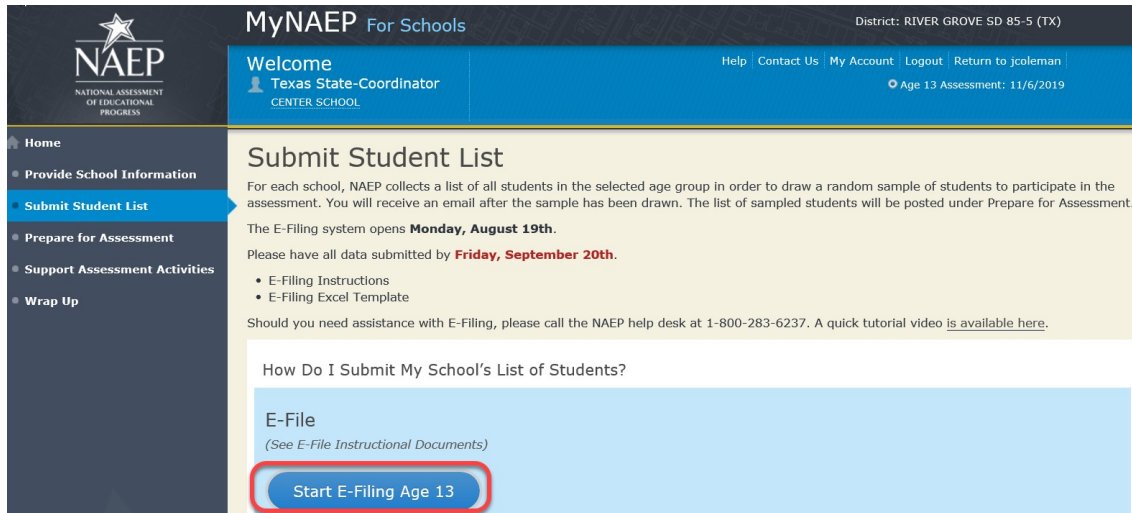 NAEP
NATIONAL ASSESSMENT
OF EDUCATIONAL
PROGRESS
MyNAEP For Schools
District: RIVER GROVE SD 85-5 (TX)
Welcome
Texas State-Coordinator
CENTER SCHOOL
Help Contact Us My Account Logout Return to jcoleman
Age 13 Assessment: 11/6/2019
Home
Provide School Information
Submit Student List
Prepare for Assessment
Support Assessment Activities
Wrap Up
Submit Student List
For each school, NAEP collects a list of all students in the selected age group in order to draw a random sample of students to participate in the
assessment. You will receive an email after the sample has been drawn. The list of sampled students will be posted under Prepare for Assessment.
The E-Filing system opens Monday, August 19th.
Please have all data submitted by Friday, September 20th.
• E-Filing Instructions
• E-Filing Excel Template
Should you need assistance with E-Filing, please call the NAEP help desk at 1-800-283-6237. A quick tutorial video is available here.
How Do I Submit My School's List of Students?
E-File
(See E-File Instructional Documents)
Start E-Filing Age 13